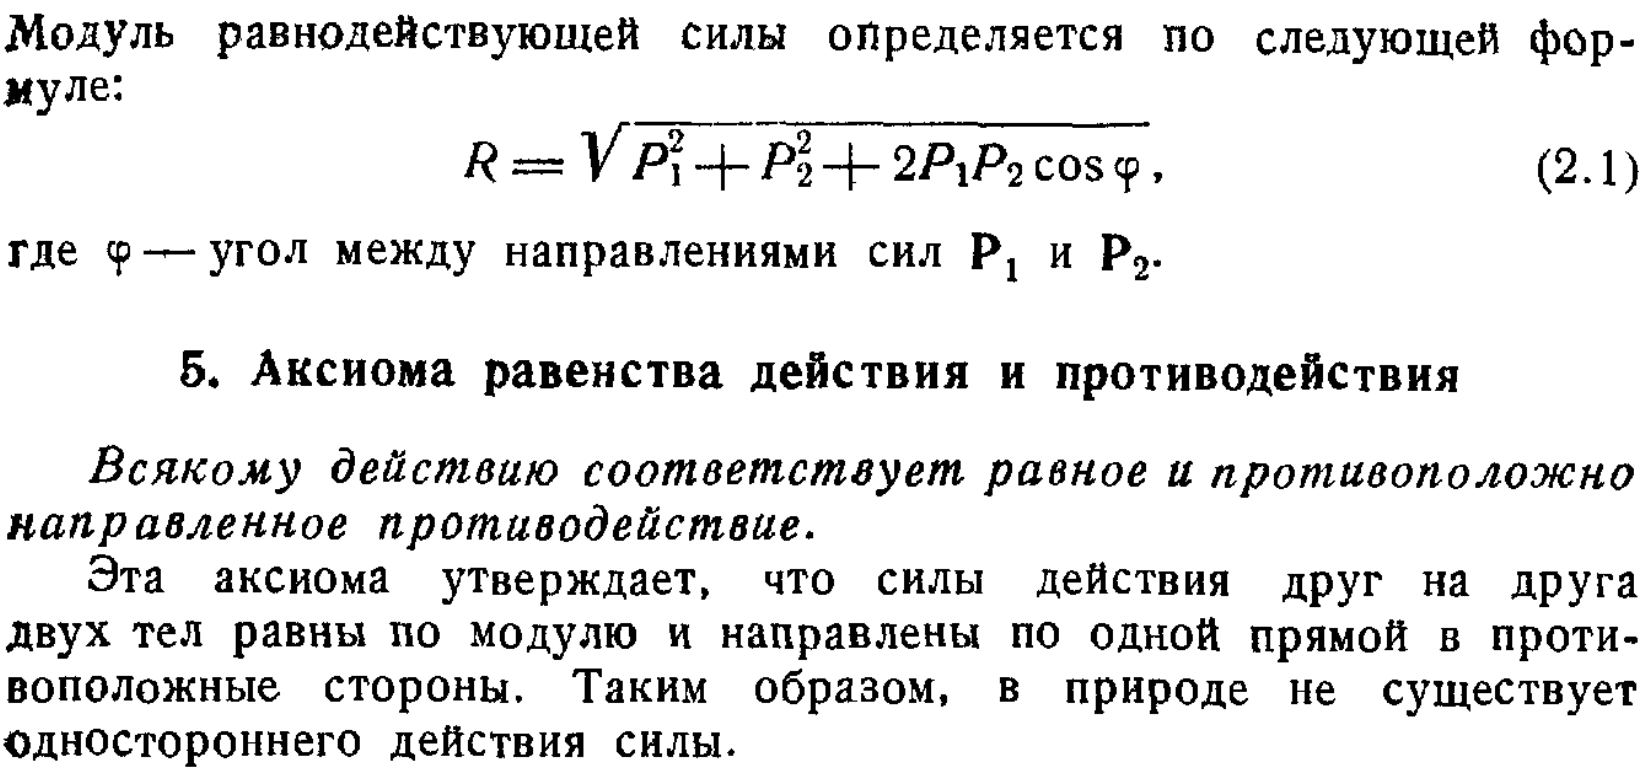 Модуль равнодействующей силы определяется по следующей фор-
муле:
R = √P₁² + P₂² + 2P₁P₂ cos φ, (2.1)
где φ — угол между направлениями сил P₁ и P₂.
5. Аксиома равенства действия и противодействия
Всякому действию соответствует равное и противоположно
направленное противодействие.
Эта аксиома утверждает, что силы действия друг на друга
двух тел равны по модулю и направлены по одной прямой в проти-
воположные стороны. Таким образом, в природе не существует
одностороннего действия силы.